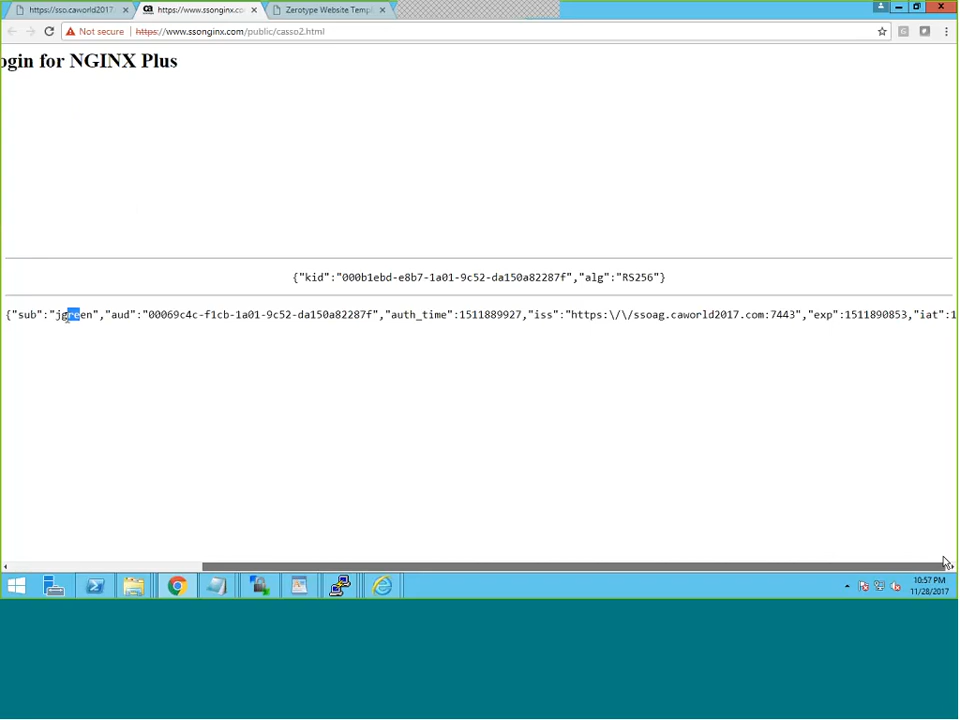 https://sso.caworld2017. × ca https://www.ssonginx.co × Zerotype Website Templ ×
Not secure | https://www.ssonginx.com/public/casso2.html
ogin for NGINX Plus
{"kid":"000b1ebd-e8b7-1a01-9c52-da150a82287f","alg":"RS256"}
{"sub":"jgreen","aud":"00069c4c-f1cb-1a01-9c52-da150a82287f","auth_time":1511889927,"iss":"https:\/\/ssoag.caworld2017.com:7443","exp":1511890853,"iat":1
10:57 PM
11/28/2017